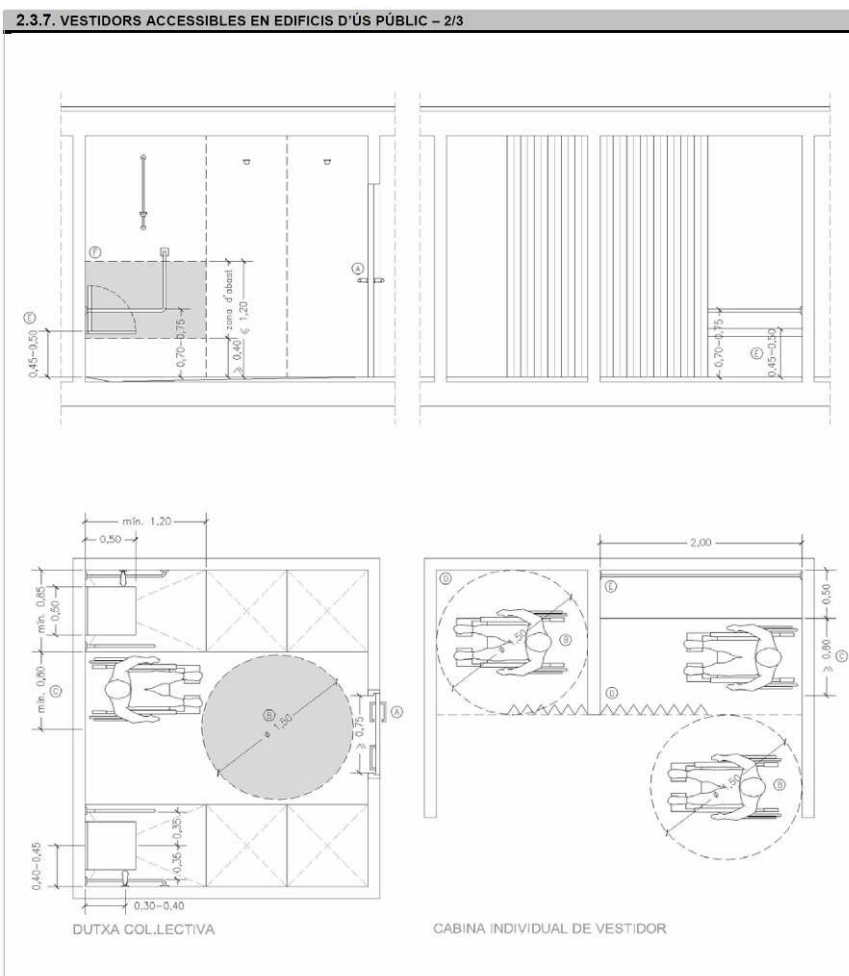 2.3.7. VESTIDORS ACCESSIBLES EN EDIFICIS D'ÚS PÚBLIC – 2/3
F
E
0,45-0,50
0,70-0,75
zona d'abast
≥ 0,40
≤ 1,20
A
0,70-0,75
E
0,45-0,50
mín. 1,20
0,50
mín. 0,85
0,50
mín. 0,80
C
B
ø 1,50
≥ 0,75
A
0,35
0,35
0,40-0,45
0,30-0,40
DUTXA COL.LECTIVA
2,00
D
E
B
ø 1,50
0,50
≥ 0,80
C
D
B
ø 1,50
CABINA INDIVIDUAL DE VESTIDOR